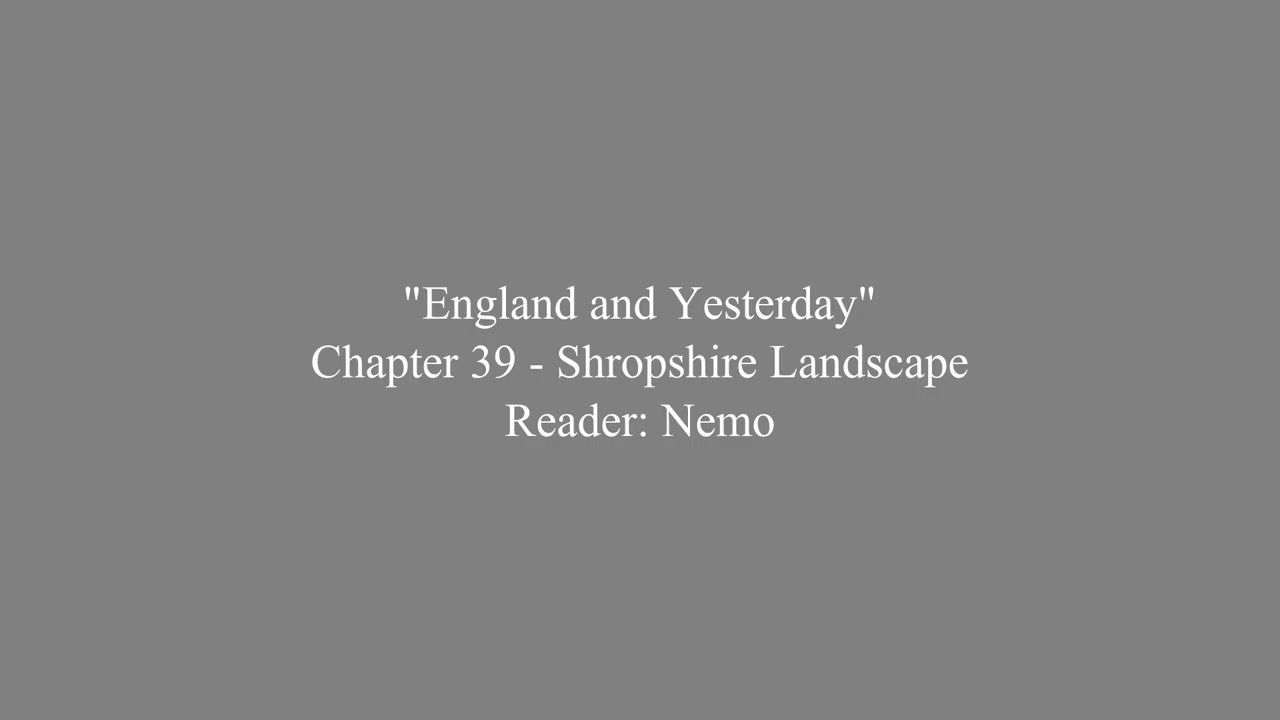 "England and Yesterday"
Chapter 39 - Shropshire Landscape
Reader: Nemo